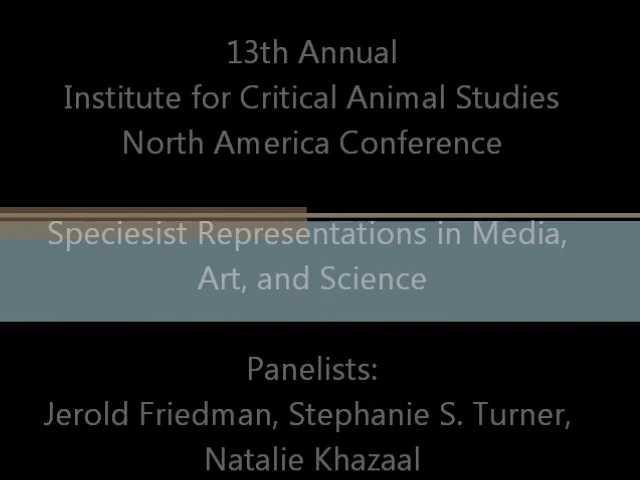 13th Annual
Institute for Critical Animal Studies
North America Conference
Speciesist Representations in Media,
Art, and Science
Panelists:
Jerold Friedman, Stephanie S. Turner,
Natalie Khazaal